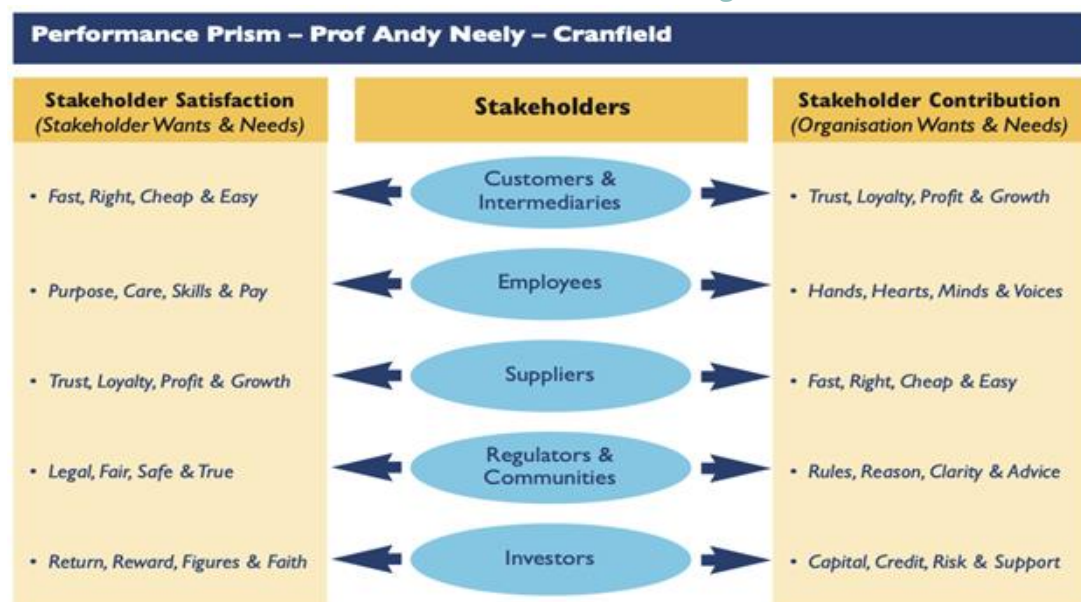 Performance Prism – Prof Andy Neely – Cranfield
Stakeholder Satisfaction
(Stakeholder Wants & Needs)
Stakeholders
Stakeholder Contribution
(Organisation Wants & Needs)
• Fast, Right, Cheap & Easy
Customers &
Intermediaries
• Trust, Loyalty, Profit & Growth
• Purpose, Care, Skills & Pay
Employees
• Hands, Hearts, Minds & Voices
• Trust, Loyalty, Profit & Growth
Suppliers
• Fast, Right, Cheap & Easy
• Legal, Fair, Safe & True
Regulators &
Communities
• Rules, Reason, Clarity & Advice
• Return, Reward, Figures & Faith
Investors
• Capital, Credit, Risk & Support